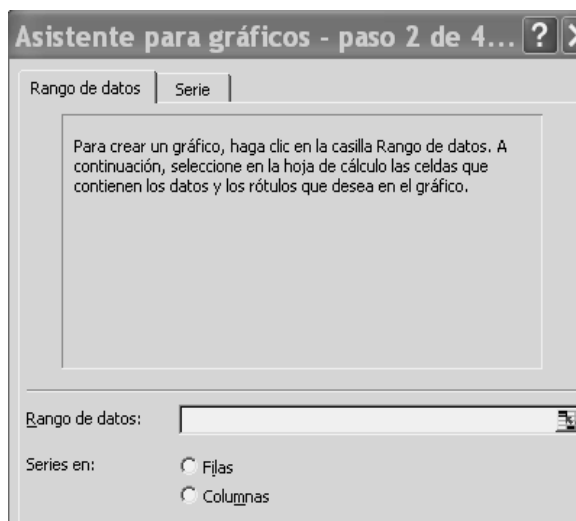 Asistente para gráficos - paso 2 de 4... ?
Rango de datos Serie
Para crear un gráfico, haga clic en la casilla Rango de datos. A
continuación, seleccione en la hoja de cálculo las celdas que
contienen los datos y los rótulos que desea en el gráfico.
Rango de datos:
Series en: Filas
Columnas